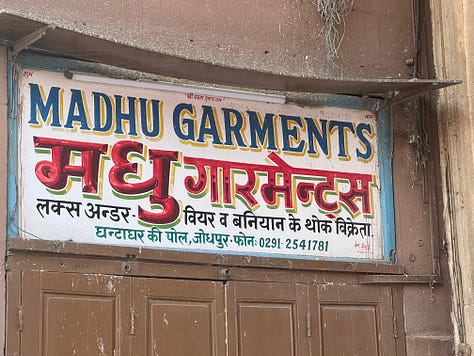 MADHU GARMENTS
मधु गारमेन्ट्स
लक्स अन्डर-वियर व बनियान के थोक विक्रेता.
घन्टाघर की पोल, जोधपुर-फोन: 0291-2541781